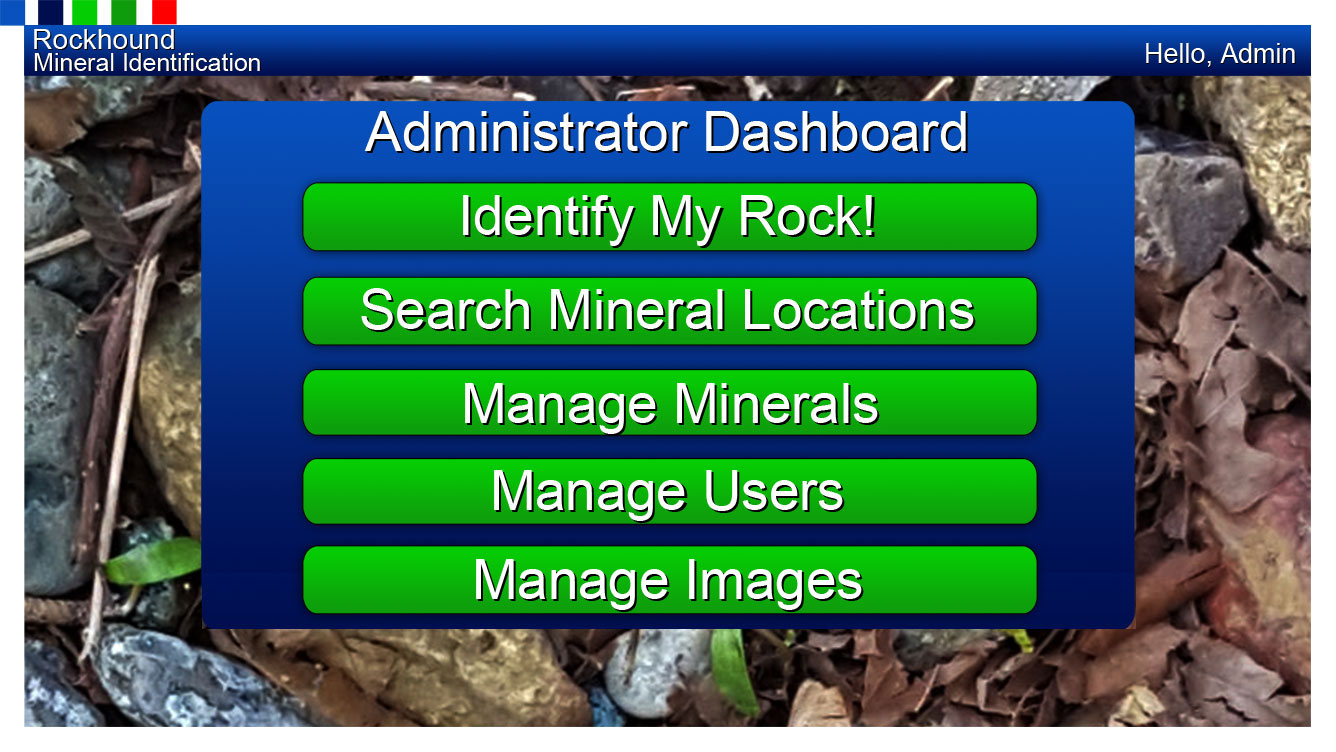 Rockhound
Mineral Identification
Hello, Admin
Administrator Dashboard
Identify My Rock!
Search Mineral Locations
Manage Minerals
Manage Users
Manage Images